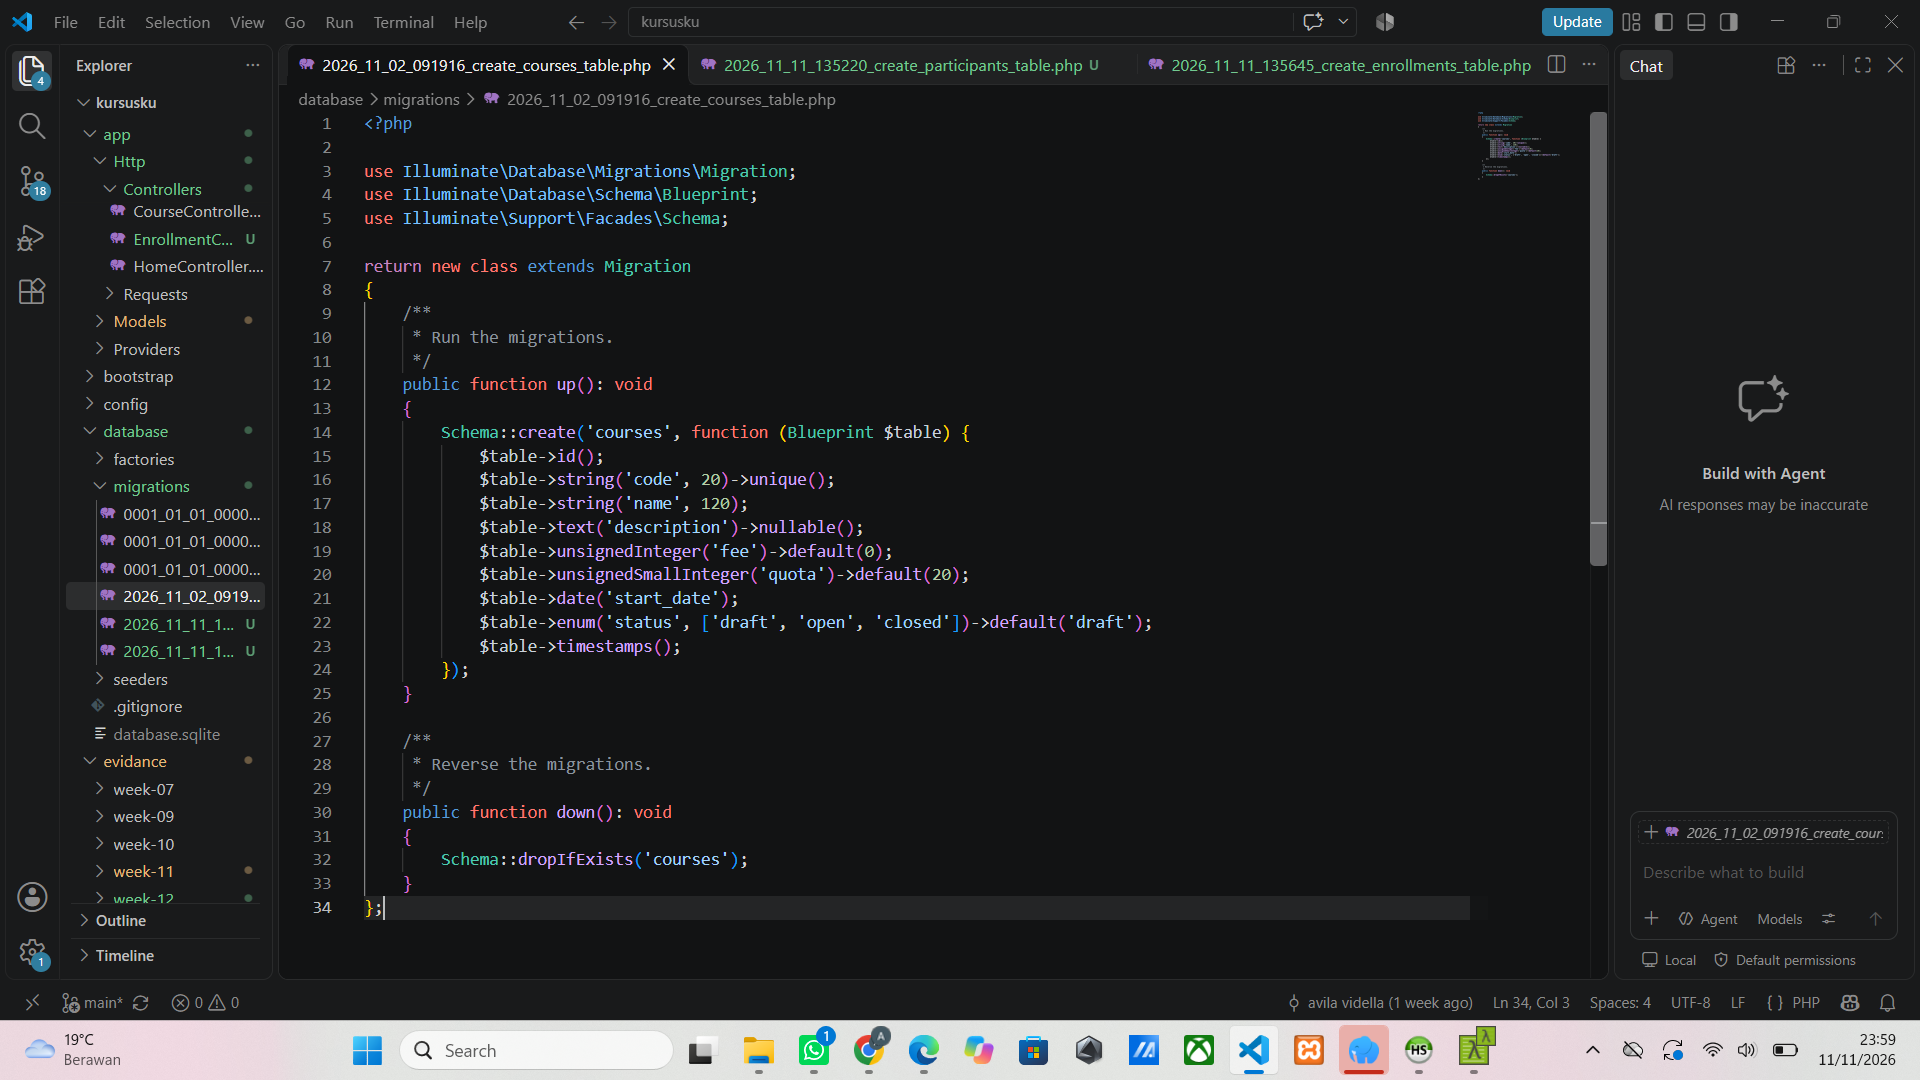 File Edit Selection View Go Run Terminal Help
kursusku
Update
Explorer
kursusku
app
Http
Controllers
CourseControlle...
EnrollmentC... U
HomeController....
Requests
Models
Providers
bootstrap
config
database
factories
migrations
0001_01_01_0000...
0001_01_01_0000...
0001_01_01_0000...
2026_11_02_0919...
2026_11_11_1... U
2026_11_11_1... U
seeders
.gitignore
database.sqlite
evidance
week-07
week-09
week-10
week-11
week-12
Outline
Timeline
4
18
1
2026_11_02_091916_create_courses_table.php
2026_11_11_135220_create_participants_table.php U
2026_11_11_135645_create_enrollments_table.php
database > migrations > 2026_11_02_091916_create_courses_table.php
1 <?php
2
3 use Illuminate\Database\Migrations\Migration;
4 use Illuminate\Database\Schema\Blueprint;
5 use Illuminate\Support\Facades\Schema;
6
7 return new class extends Migration
8 {
9 /**
10 * Run the migrations.
11 */
12 public function up(): void
13 {
14 Schema::create('courses', function (Blueprint $table) {
15 $table->id();
16 $table->string('code', 20)->unique();
17 $table->string('name', 120);
18 $table->text('description')->nullable();
19 $table->unsignedInteger('fee')->default(0);
20 $table->unsignedSmallInteger('quota')->default(20);
21 $table->date('start_date');
22 $table->enum('status', ['draft', 'open', 'closed'])->default('draft');
23 $table->timestamps();
24 });
25 }
26
27 /**
28 * Reverse the migrations.
29 */
30 public function down(): void
31 {
32 Schema::dropIfExists('courses');
33 }
34 };
Chat
Build with Agent
AI responses may be inaccurate
2026_11_02_091916_create_cour
Describe what to build
Agent Models
Local Default permissions
main* 0 0
avila vidella (1 week ago) Ln 34, Col 3 Spaces: 4 UTF-8 LF { } PHP
19°C
Berawan
Search
1
A
HS
λ
λ
23:59
11/11/2026